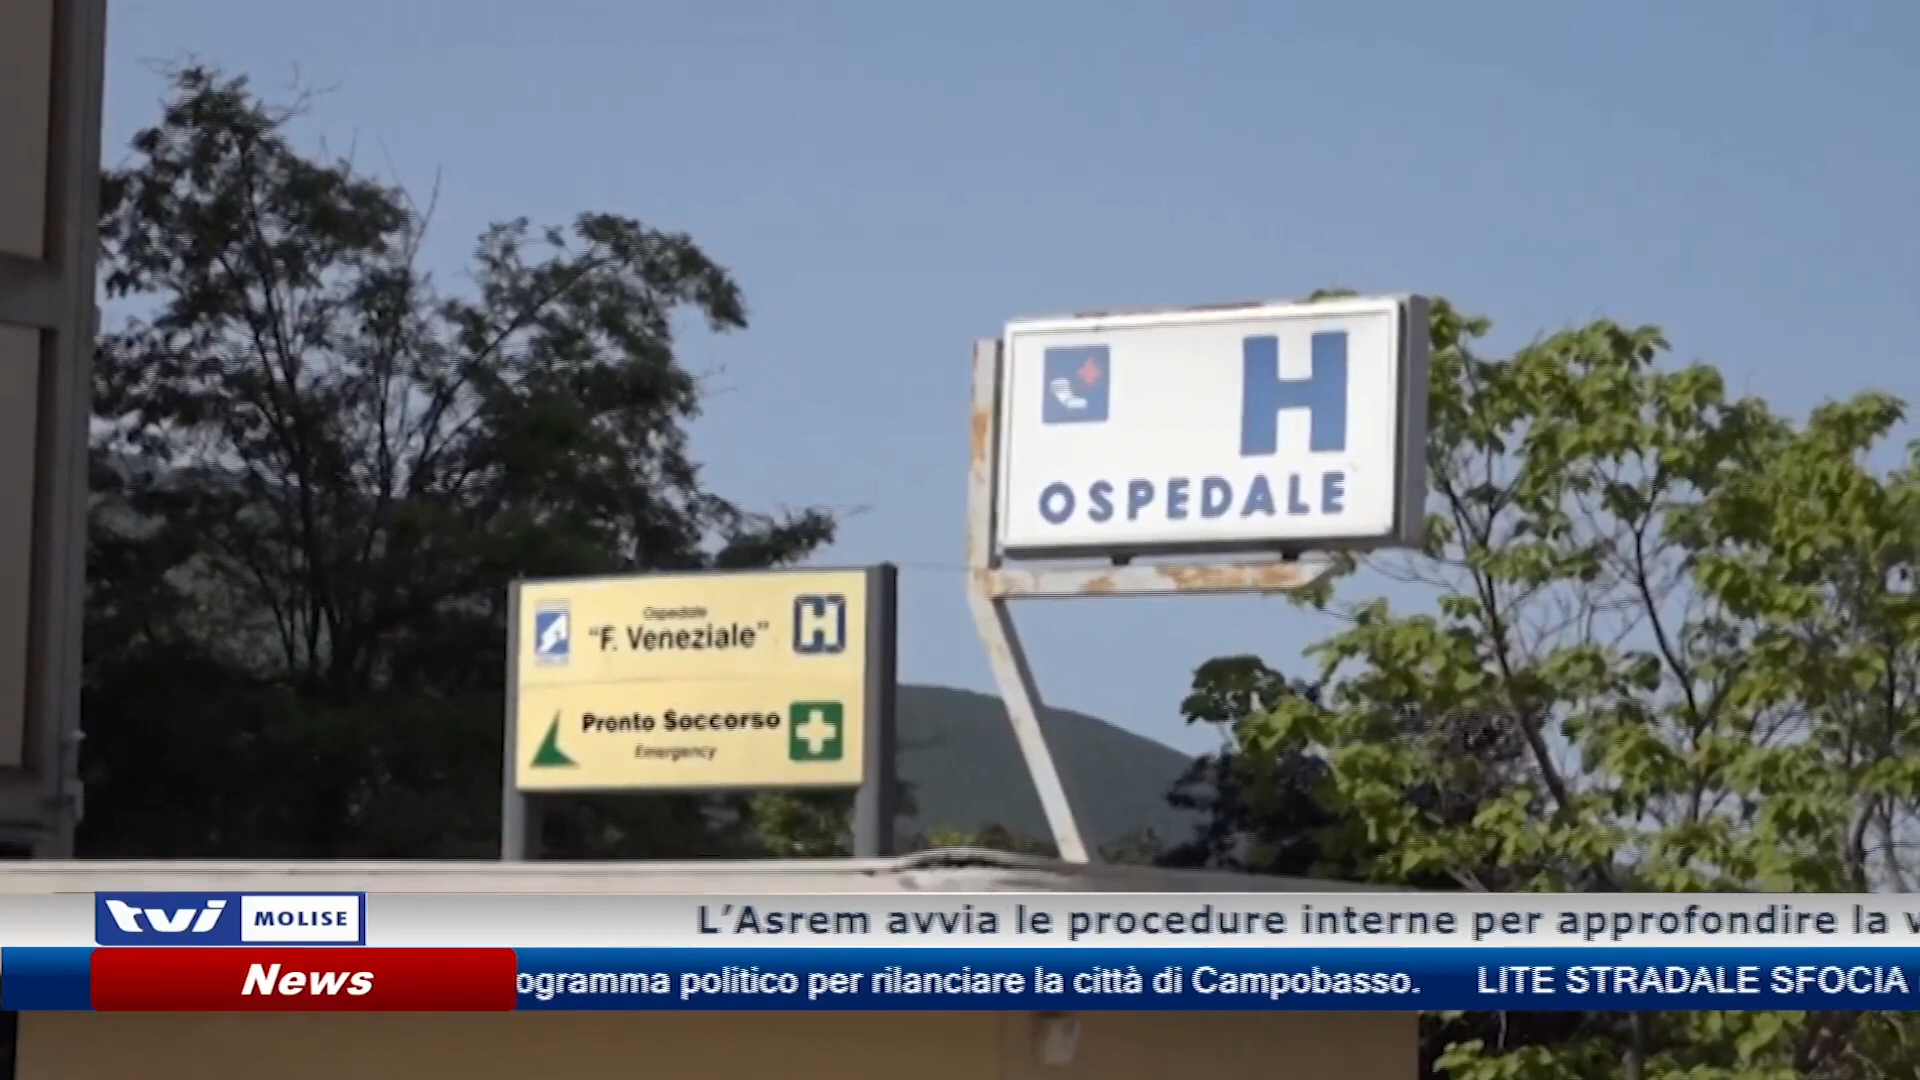 H
OSPEDALE
Ospedale
"F. Veneziale"
H
Pronto Soccorso
Emergency
tvi MOLISE
L'Asrem avvia le procedure interne per approfondire la v
News
ogramma politico per rilanciare la città di Campobasso. LITE STRADALE SFOCIA